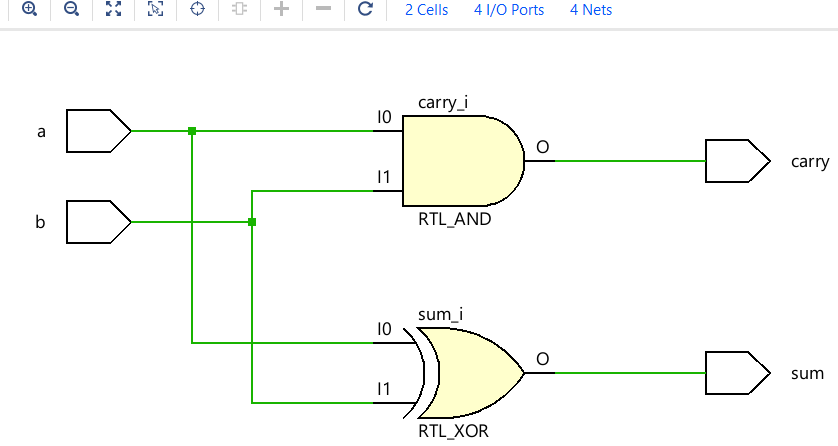 2 Cells 4 I/O Ports 4 Nets
carry_i
a
I0
O
I1
carry
b
RTL_AND
sum_i
I0
O
sum
I1
RTL_XOR